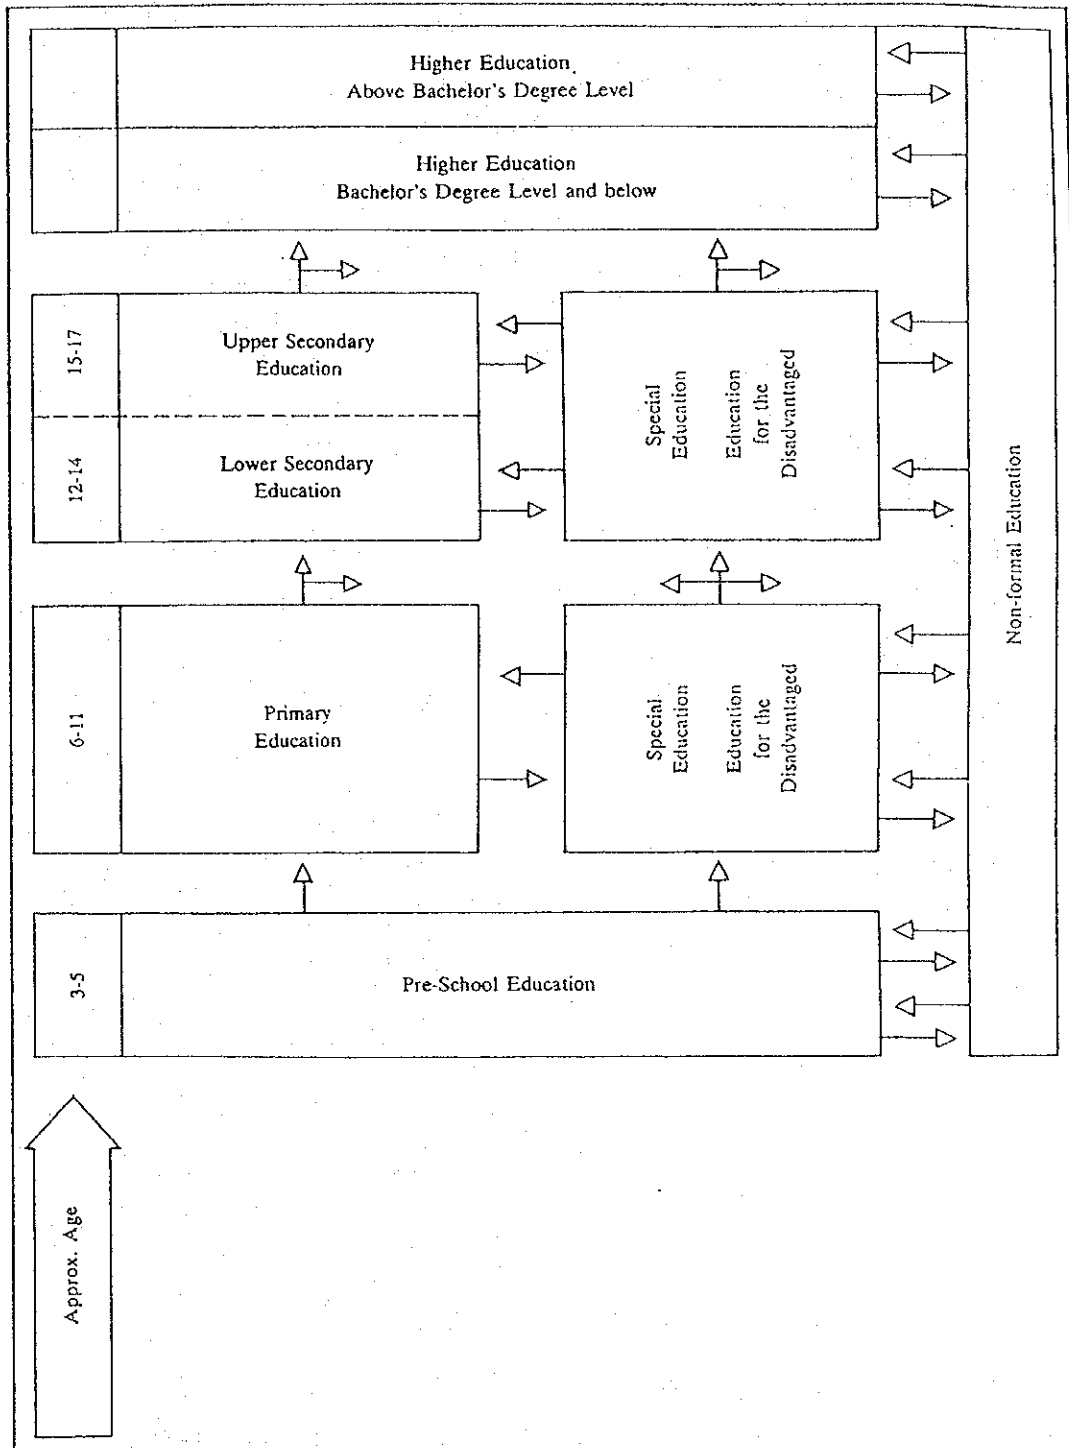 Higher Education
Above Bachelor's Degree Level
Higher Education
Bachelor's Degree Level and below
15-17
Upper Secondary
Education
12-14
Lower Secondary
Education
Special
Education
Education
for the
Disadvantaged
6-11
Primary
Education
Special
Education
Education
for the
Disadvantaged
3-5
Pre-School Education
Non-formal Education
Approx. Age